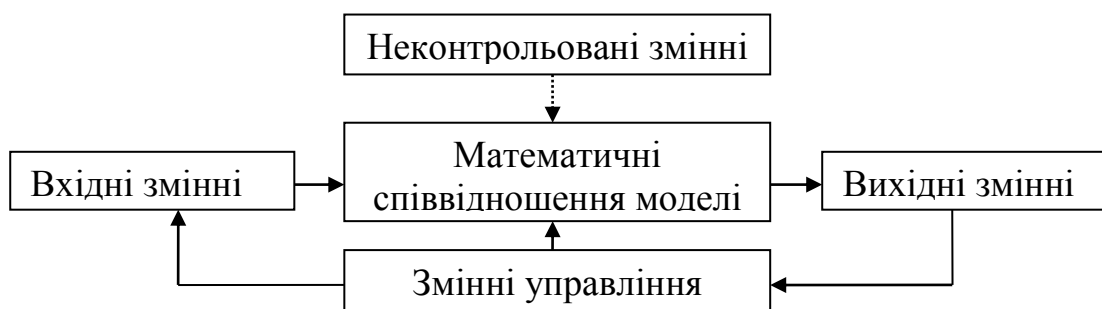 Неконтрольовані змінні
Математичні
співвідношення моделі
Вхідні змінні
Вихідні змінні
Змінні управління